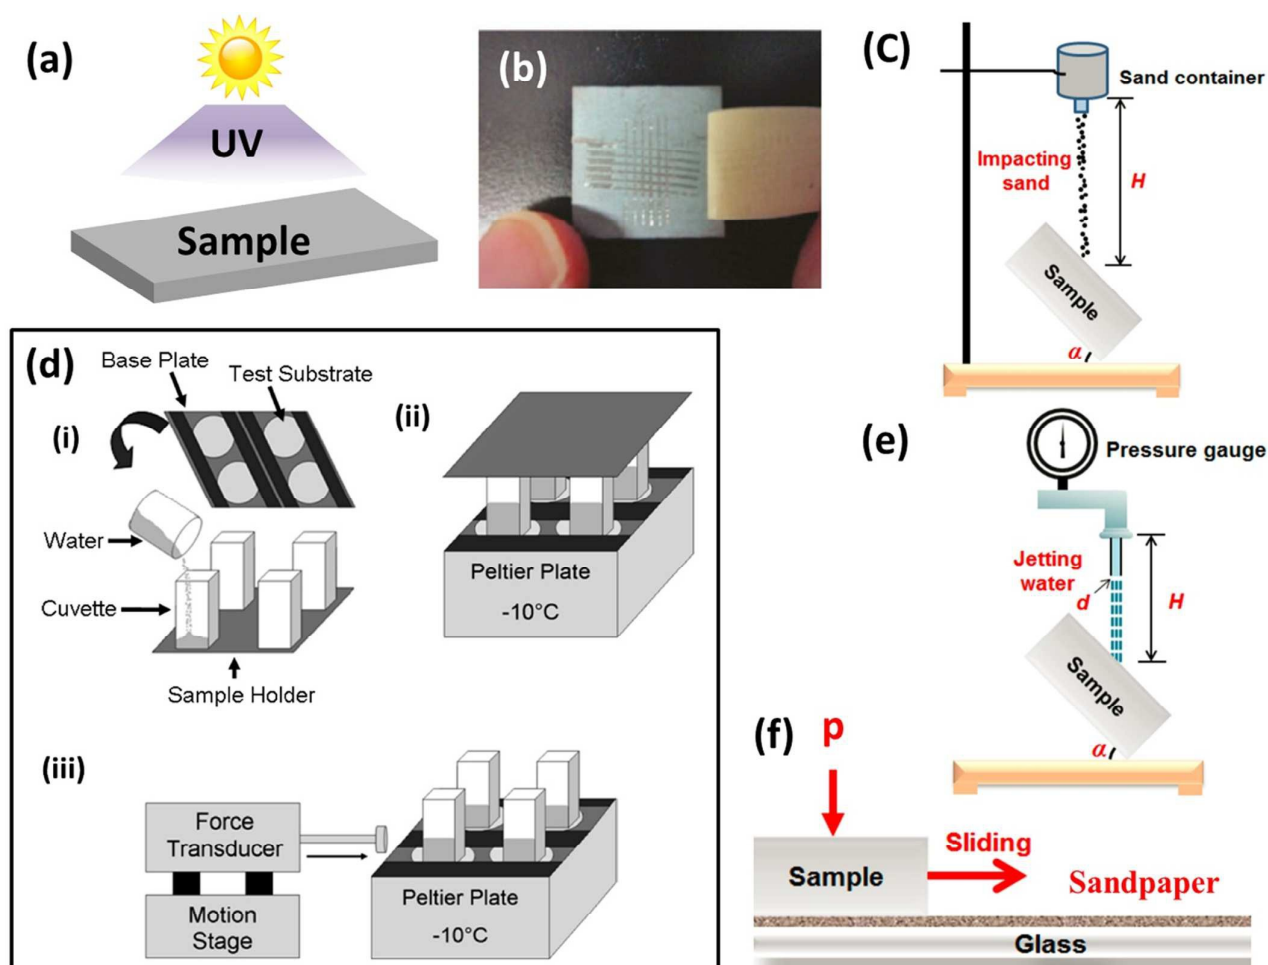 (a)
UV
Sample
(b)
(C)
Sand container
Impacting
sand
H
Sample
α
(d)
Base Plate
Test Substrate
(i)
Water
Cuvette
Sample Holder
(ii)
Peltier Plate
-10°C
(iii)
Force
Transducer
Motion
Stage
Peltier Plate
-10°C
(e)
Pressure gauge
Jetting
water
d
H
Sample
α
(f)
p
Sliding
Sample
Sandpaper
Glass